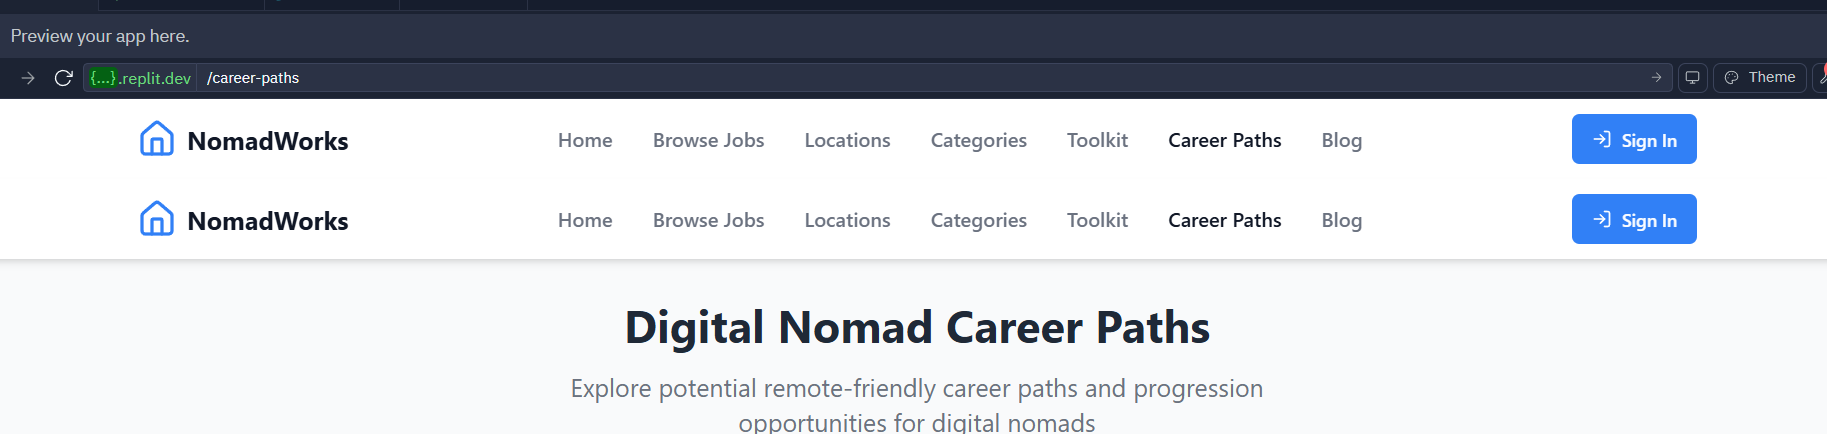 Preview your app here.
{...}.replit.dev /career-paths Theme
NomadWorks Home Browse Jobs Locations Categories Toolkit Career Paths Blog Sign In
NomadWorks Home Browse Jobs Locations Categories Toolkit Career Paths Blog Sign In
Digital Nomad Career Paths
Explore potential remote-friendly career paths and progression
opportunities for digital nomads